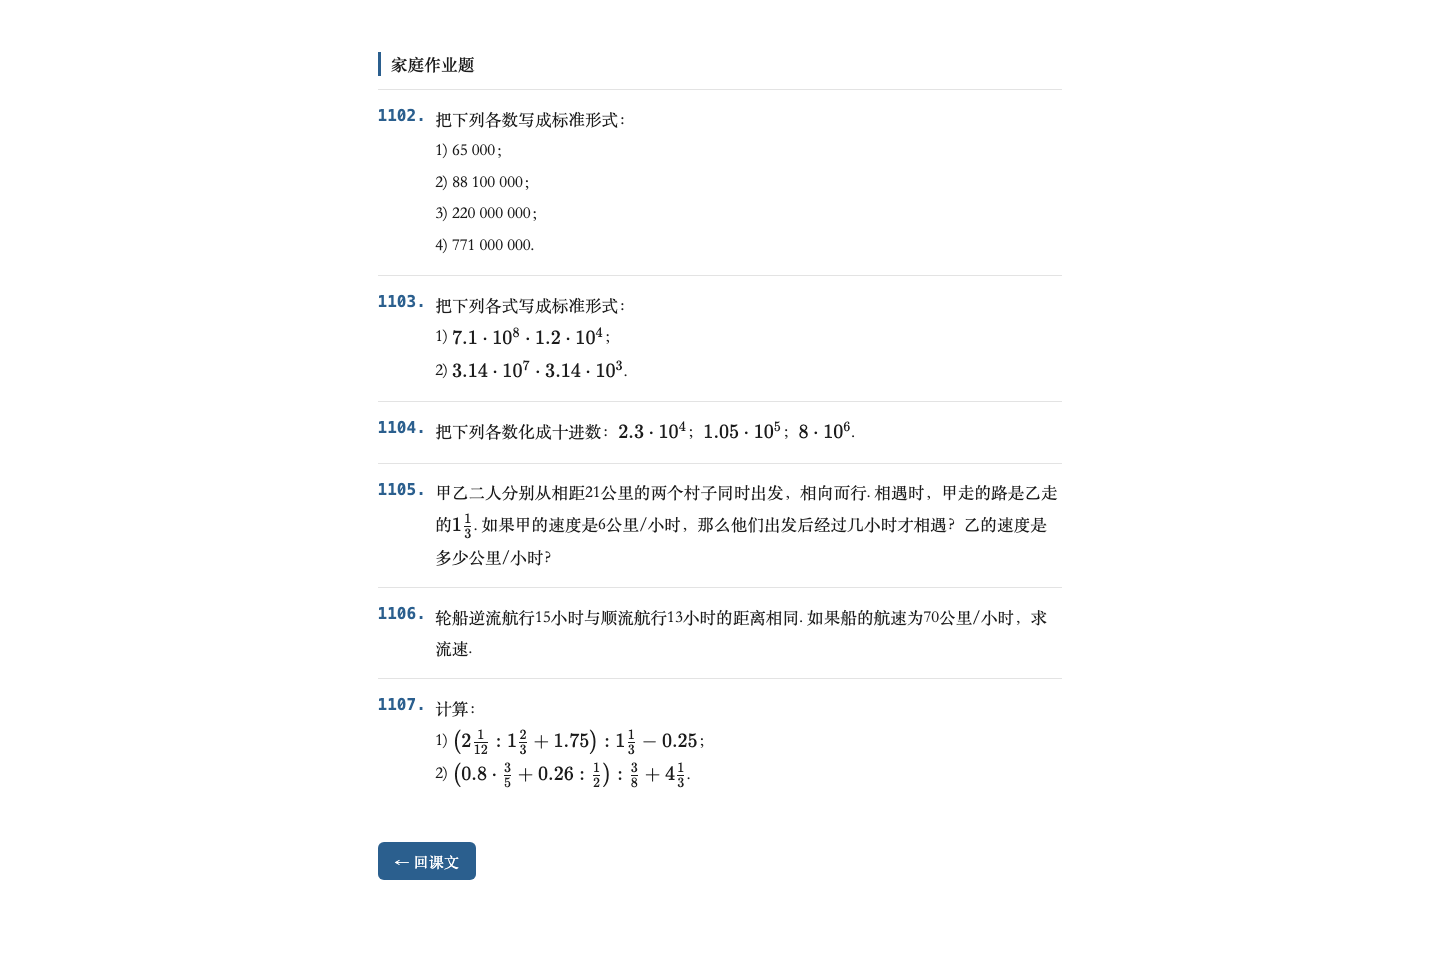 家庭作业题
1102. 把下列各数写成标准形式：
1) 65 000；
2) 88 100 000；
3) 220 000 000；
4) 771 000 000.
1103. 把下列各式写成标准形式：
1) 7.1 · 10⁸ · 1.2 · 10⁴；
2) 3.14 · 10⁷ · 3.14 · 10³.
1104. 把下列各数化成十进数：2.3 · 10⁴；1.05 · 10⁵；8 · 10⁶.
1105. 甲乙二人分别从相距21公里的两个村子同时出发，相向而行. 相遇时，甲走的路是乙走
的1 1/3. 如果甲的速度是6公里/小时，那么他们出发后经过几小时才相遇？乙的速度是
多少公里/小时？
1106. 轮船逆流航行15小时与顺流航行13小时的距离相同. 如果船的航速为70公里/小时，求
流速.
1107. 计算：
1) (2 1/12 : 1 2/3 + 1.75) : 1 1/3 − 0.25；
2) (0.8 · 3/5 + 0.26 : 1/2) : 3/8 + 4 1/3.
← 回课文